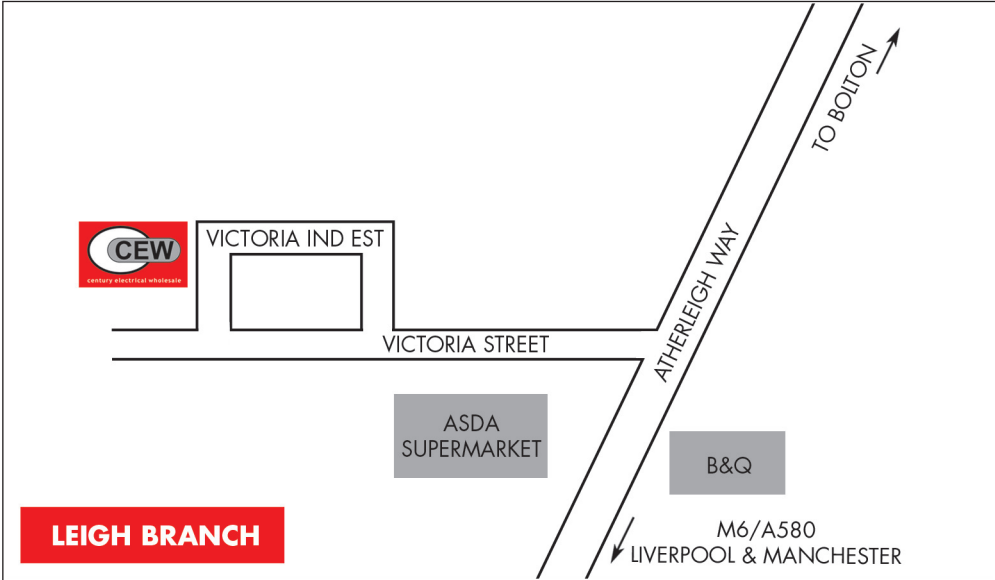 TO BOLTON
CEW
century electrical wholesale
VICTORIA IND EST
ATHERLEIGH WAY
VICTORIA STREET
ASDA
SUPERMARKET
B&Q
LEIGH BRANCH
M6/A580
LIVERPOOL & MANCHESTER